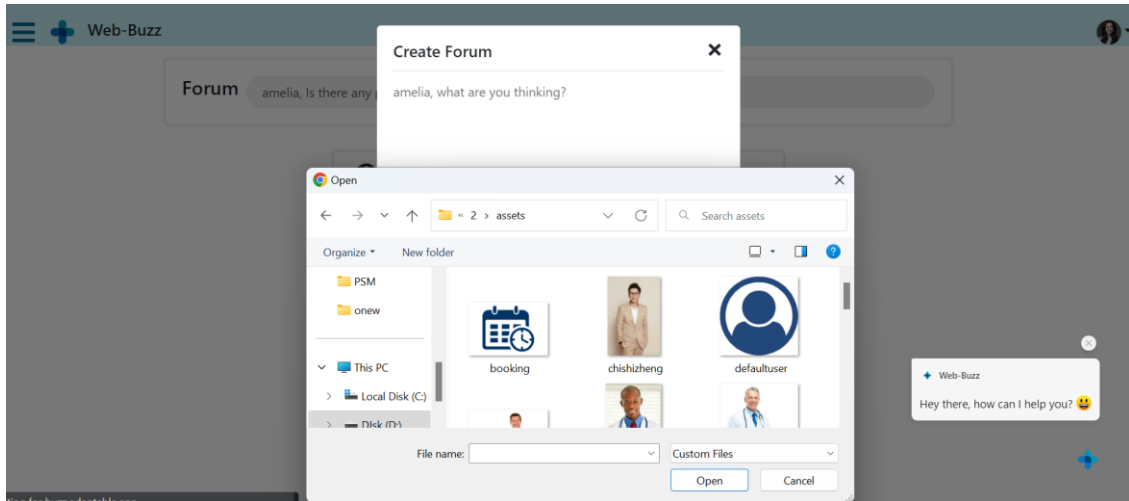 Web-Buzz
Create Forum
Forum
amelia, Is there any
amelia, what are you thinking?
Open
« 2 › assets
Search assets
Organize
New folder
PSM
onew
This PC
Local Disk (C:)
DIsk (D:)
booking
chishizheng
defaultuser
File name:
Custom Files
Open
Cancel
Web-Buzz
Hey there, how can I help you? 😃